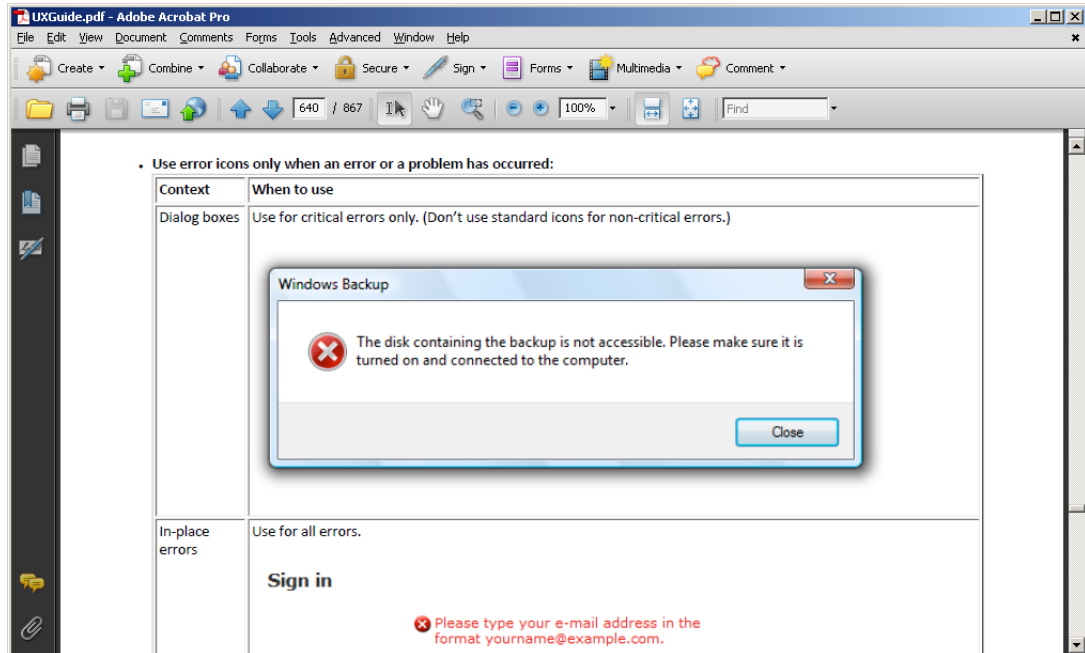 UXGuide.pdf - Adobe Acrobat Pro
File Edit View Document Comments Forms Tools Advanced Window Help
Create Combine Collaborate Secure Sign Forms Multimedia Comment
640 / 867 100% Find
• Use error icons only when an error or a problem has occurred:
Context When to use
Dialog boxes Use for critical errors only. (Don’t use standard icons for non-critical errors.)
Windows Backup
The disk containing the backup is not accessible. Please make sure it is
turned on and connected to the computer.
Close
In-place Use for all errors.
errors
Sign in
Please type your e-mail address in the
format yourname@example.com.